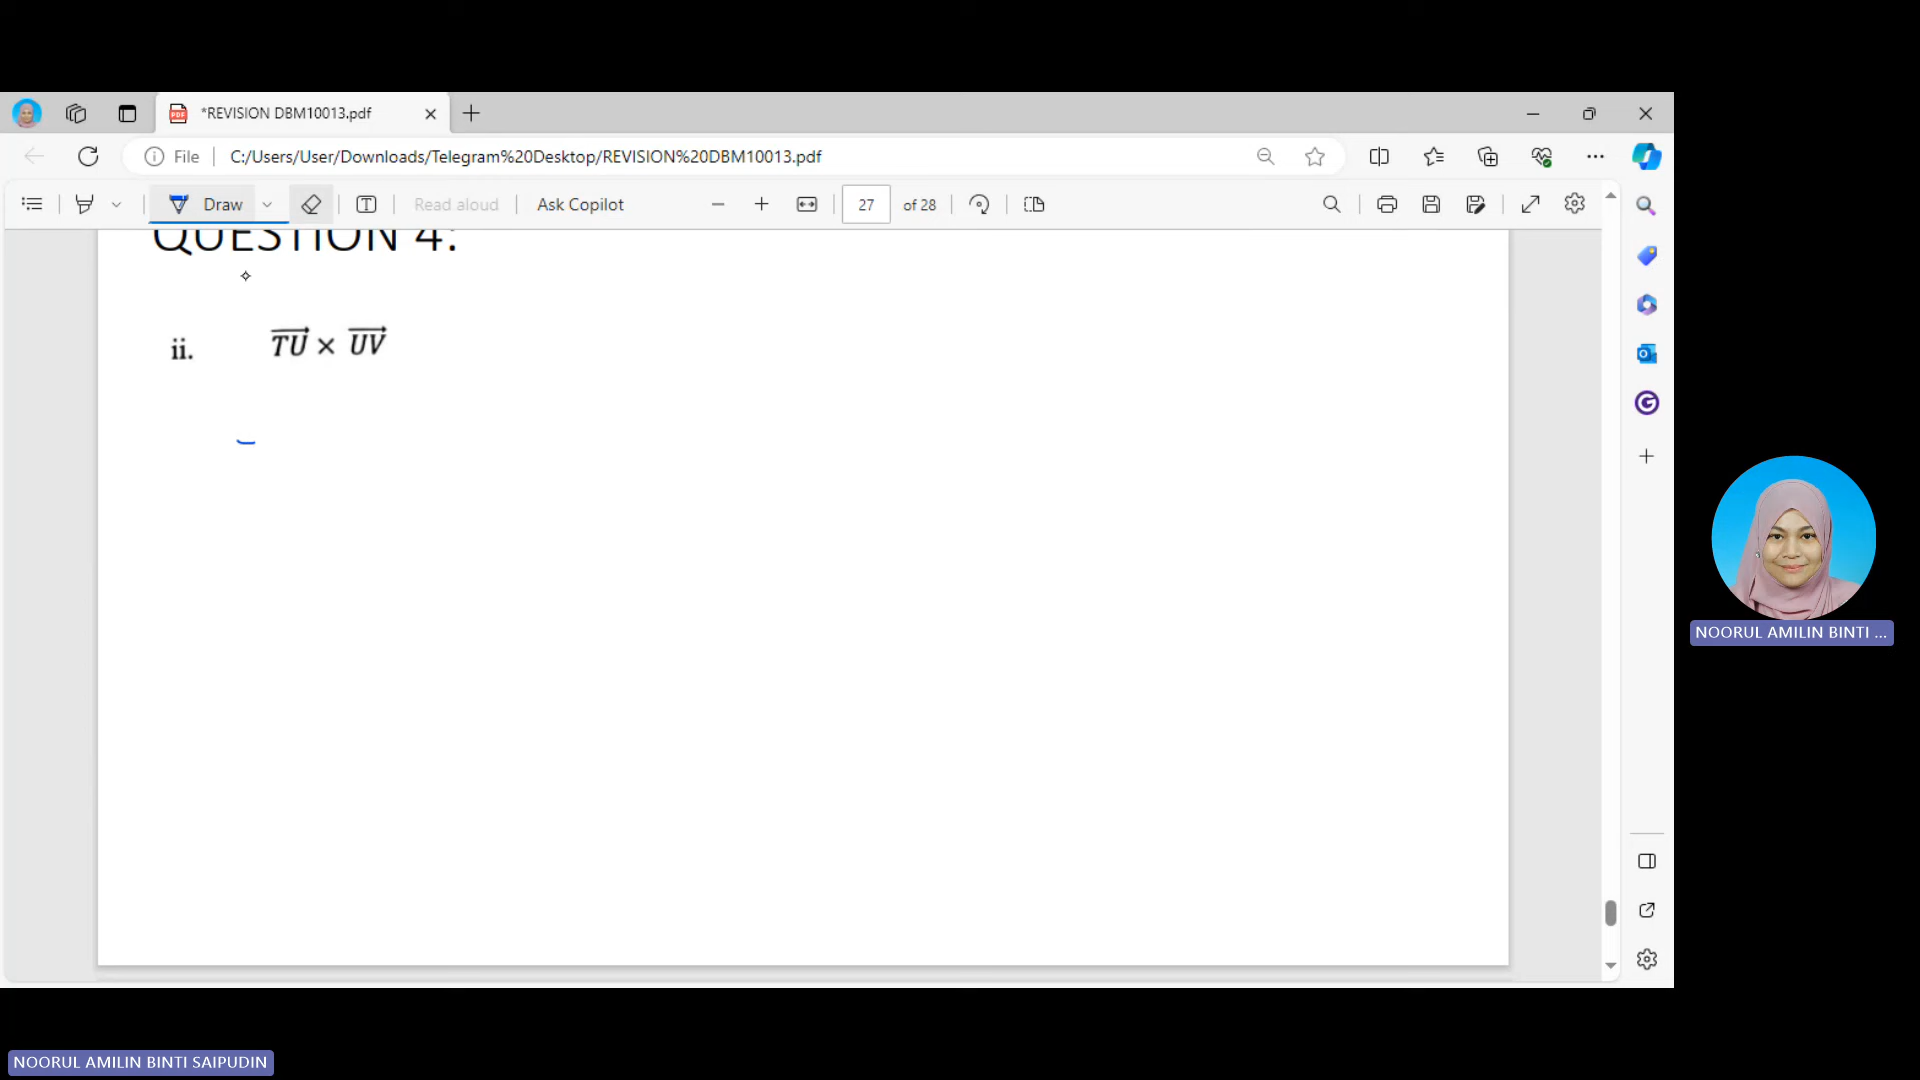 *REVISION DBM10013.pdf
File
C:/Users/User/Downloads/Telegram%20Desktop/REVISION%20DBM10013.pdf
Draw
Read aloud
Ask Copilot
27
of 28
QUESTION 4:
ii. TU × UV
NOORUL AMILIN BINTI ...
NOORUL AMILIN BINTI SAIPUDIN